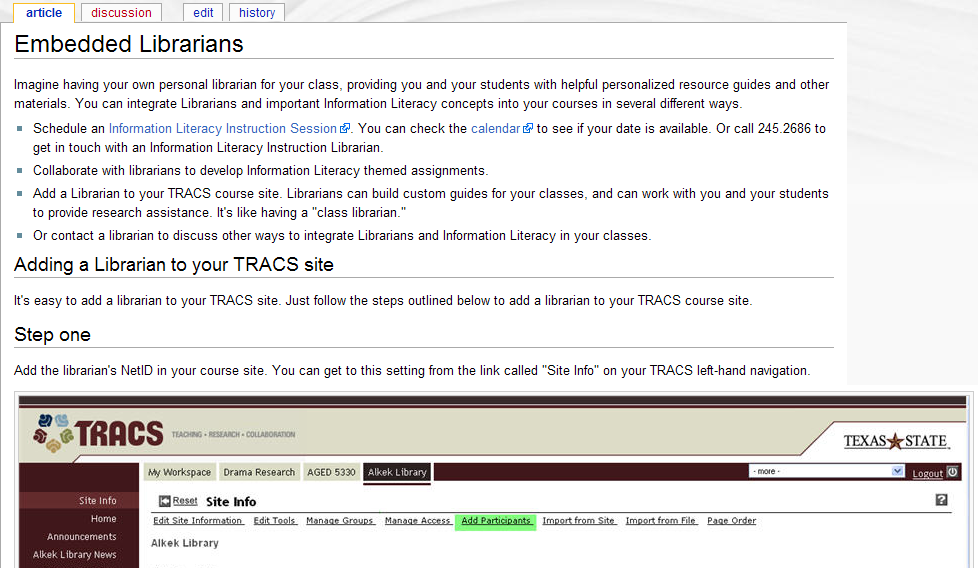 article discussion edit history
Embedded Librarians
Imagine having your own personal librarian for your class, providing you and your students with helpful personalized resource guides and other
materials. You can integrate Librarians and important Information Literacy concepts into your courses in several different ways.
Schedule an Information Literacy Instruction Session. You can check the calendar to see if your date is available. Or call 245.2686 to
get in touch with an Information Literacy Instruction Librarian.
Collaborate with librarians to develop Information Literacy themed assignments.
Add a Librarian to your TRACS course site. Librarians can build custom guides for your classes, and can work with you and your students
to provide research assistance. It's like having a "class librarian."
Or contact a librarian to discuss other ways to integrate Librarians and Information Literacy in your classes.
Adding a Librarian to your TRACS site
It's easy to add a librarian to your TRACS site. Just follow the steps outlined below to add a librarian to your TRACS course site.
Step one
Add the librarian's NetID in your course site. You can get to this setting from the link called "Site Info" on your TRACS left-hand navigation.
TRACS TEACHING • RESEARCH • COLLABORATION
TEXAS STATE
My Workspace Drama Research AGED 5330 Alkek Library - more - Logout
Site Info
Home
Announcements
Alkek Library News
Reset Site Info ?
Edit Site Information Edit Tools Manage Groups Manage Access Add Participants Import from Site Import from File Page Order
Alkek Library